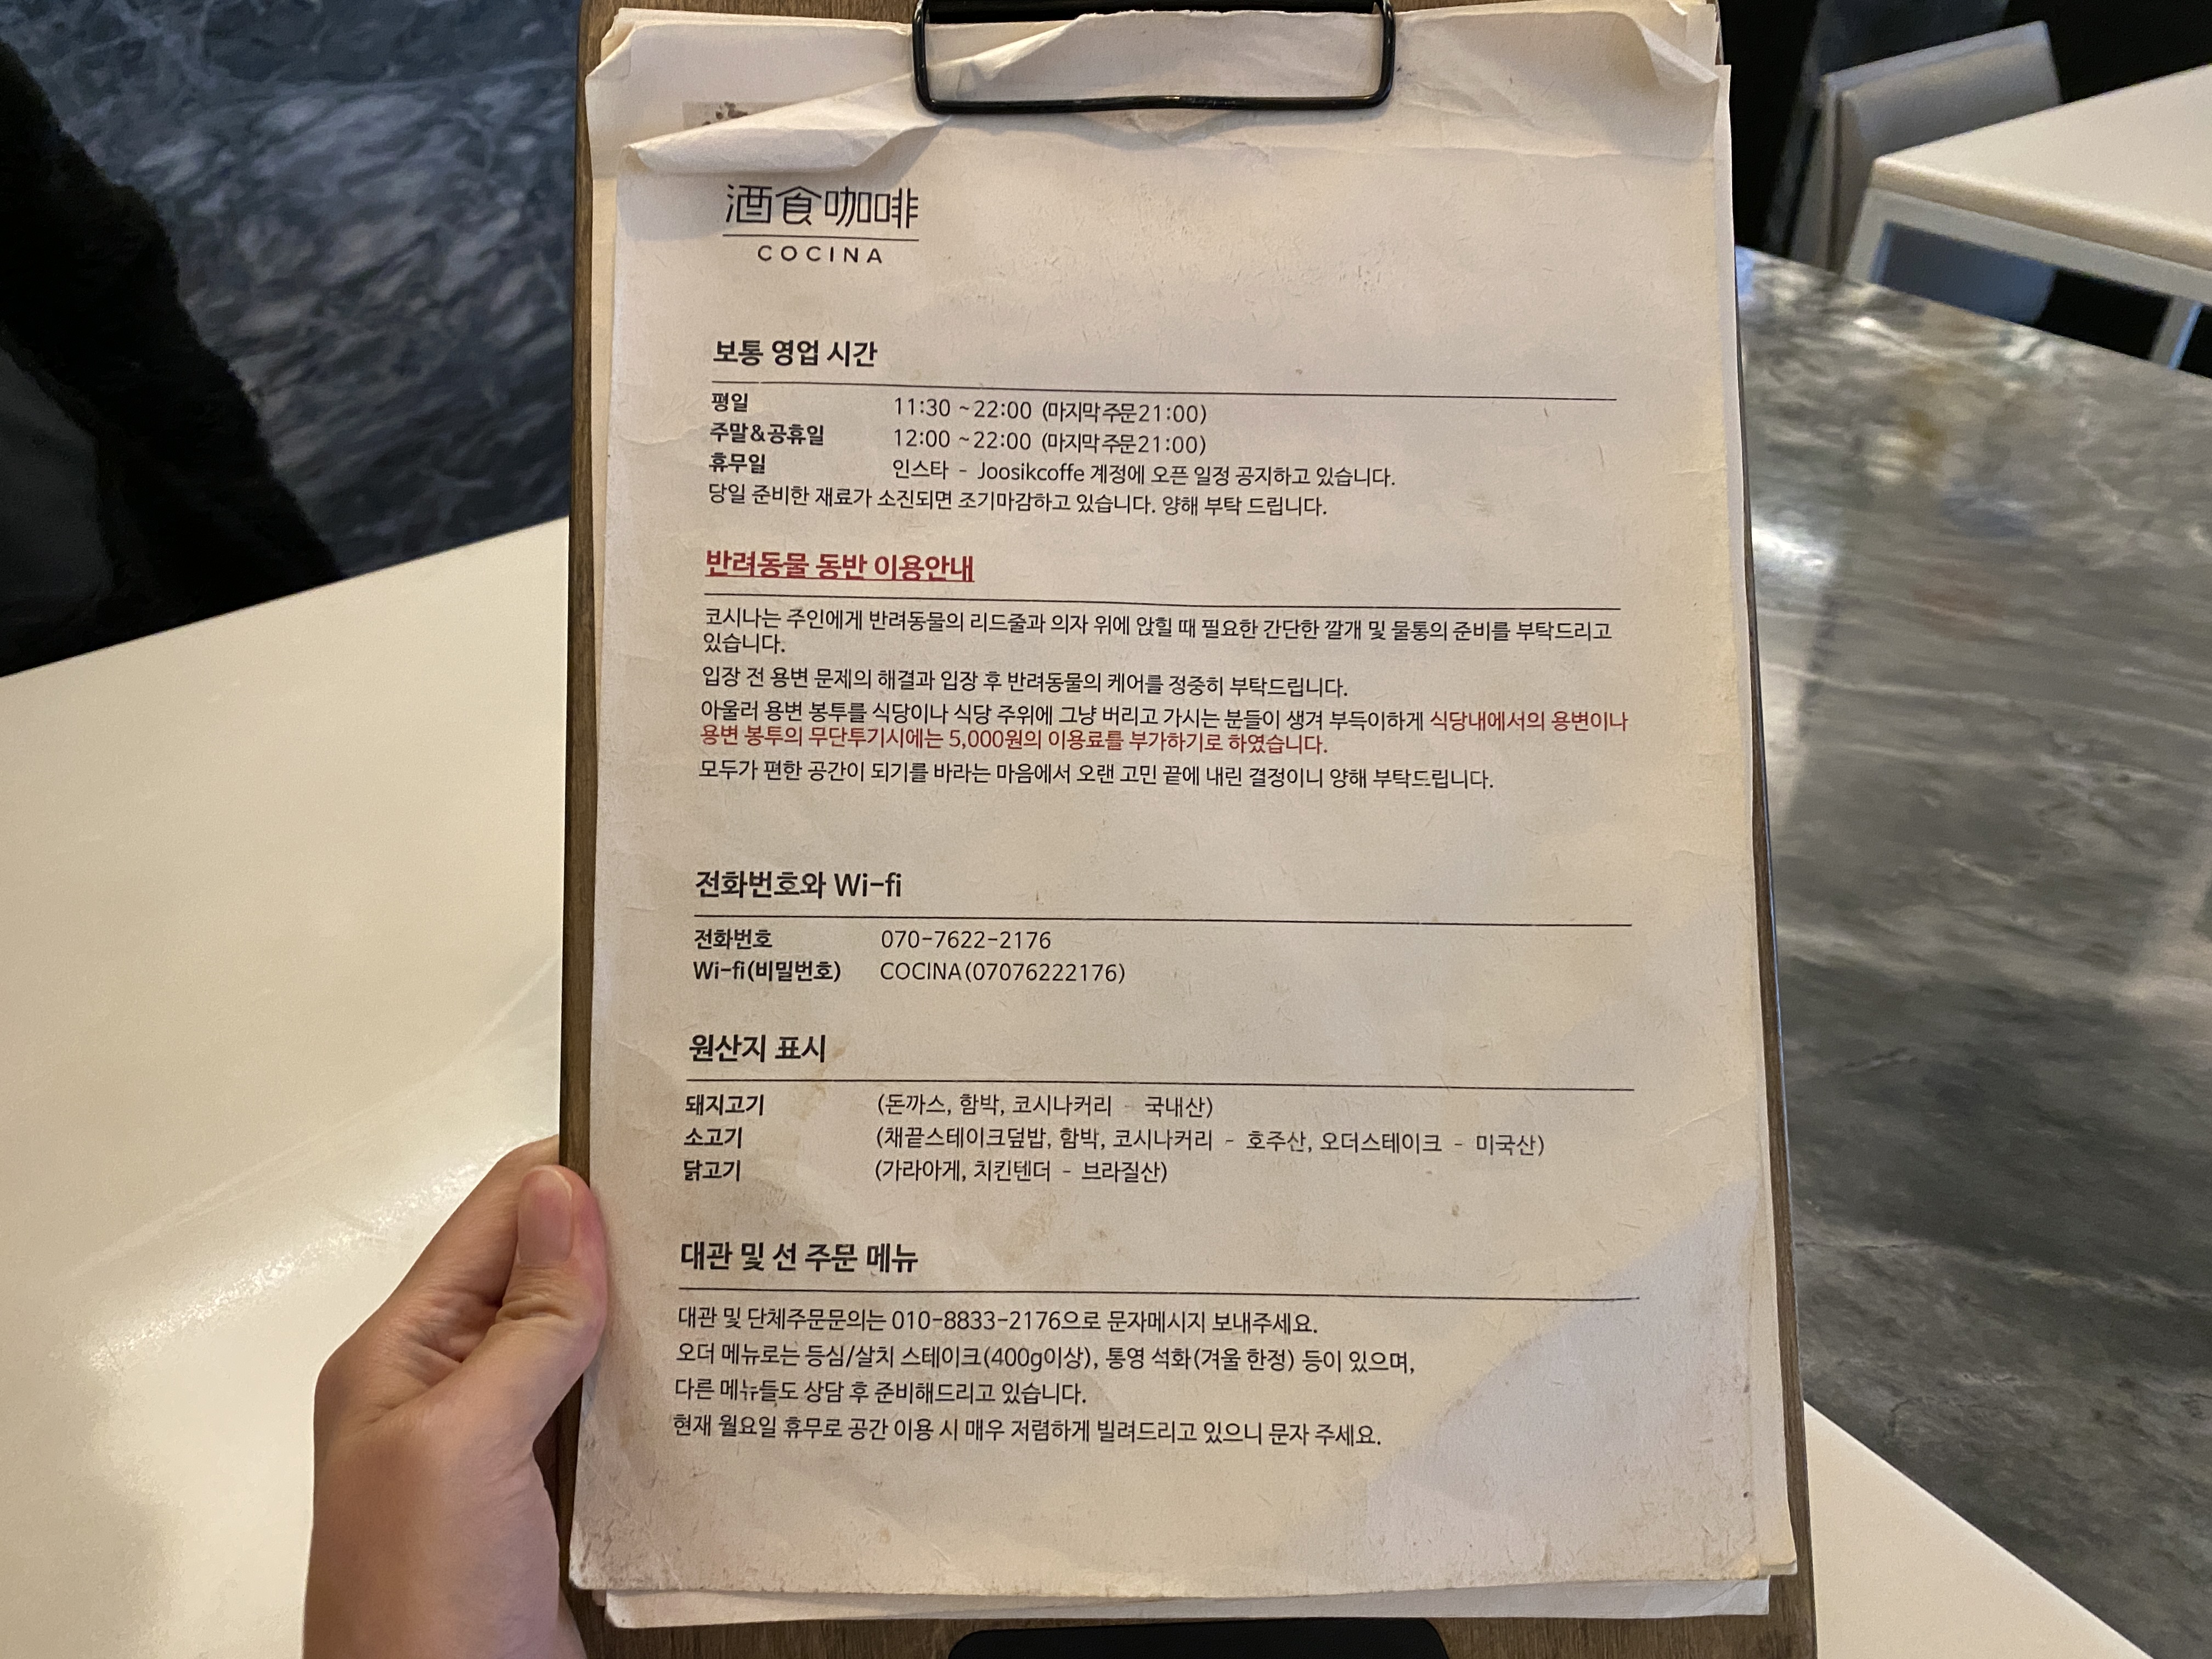 酒食咖啡
COCINA
보통 영업 시간
평일 11:30 ~22:00 (마지막 주문21:00)
주말&공휴일 12:00 ~22:00 (마지막 주문21:00)
휴무일 인스타 - Joosikcoffe 계정에 오픈 일정 공지하고 있습니다.
당일 준비한 재료가 소진되면 조기마감하고 있습니다. 양해 부탁 드립니다.
반려동물 동반 이용안내
코시나는 주인에게 반려동물의 리드줄과 의자 위에 앉힐 때 필요한 간단한 깔개 및 물통의 준비를 부탁드리고
있습니다.
입장 전 용변 문제의 해결과 입장 후 반려동물의 케어를 정중히 부탁드립니다.
아울러 용변 봉투를 식당이나 식당 주위에 그냥 버리고 가시는 분들이 생겨 부득이하게 식당내에서의 용변이나
용변 봉투의 무단투기시에는 5,000원의 이용료를 부가하기로 하였습니다.
모두가 편한 공간이 되기를 바라는 마음에서 오랜 고민 끝에 내린 결정이니 양해 부탁드립니다.
전화번호와 Wi-fi
전화번호 070-7622-2176
Wi-fi(비밀번호) COCINA(07076222176)
원산지 표시
돼지고기 (돈까스, 함박, 코시나커리 - 국내산)
소고기 (채끝스테이크덮밥, 함박, 코시나커리 - 호주산, 오더스테이크 - 미국산)
닭고기 (가라아게, 치킨텐더 - 브라질산)
대관 및 선 주문 메뉴
대관 및 단체주문문의는 010-8833-2176으로 문자메시지 보내주세요.
오더 메뉴로는 등심/살치 스테이크(400g이상), 통영 석화(겨울 한정) 등이 있으며,
다른 메뉴들도 상담 후 준비해드리고 있습니다.
현재 월요일 휴무로 공간 이용 시 매우 저렴하게 빌려드리고 있으니 문자 주세요.